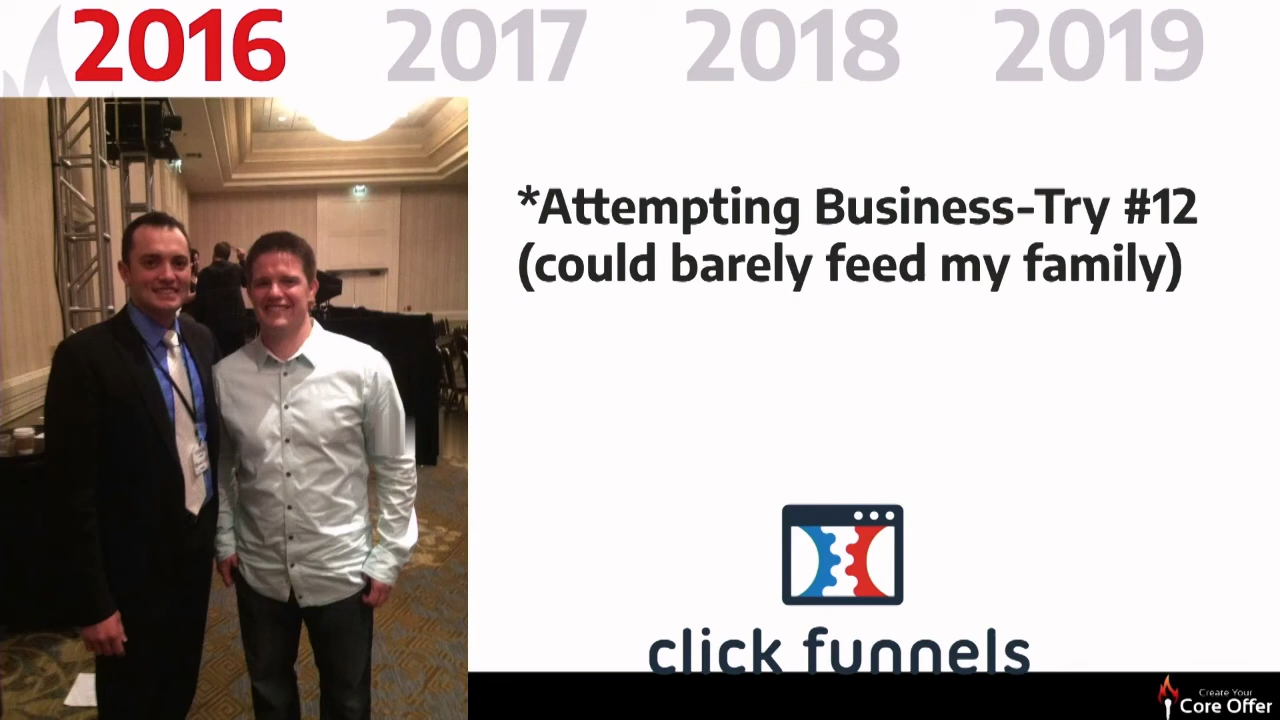 2016 2017 2018 2019
*Attempting Business-Try #12
(could barely feed my family)
click funnels
Create Your
Core Offer